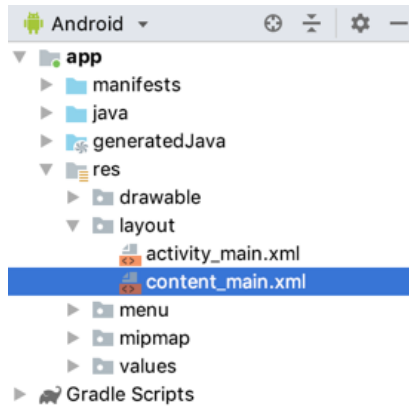 Android
app
manifests
java
generatedJava
res
drawable
layout
activity_main.xml
content_main.xml
menu
mipmap
values
Gradle Scripts